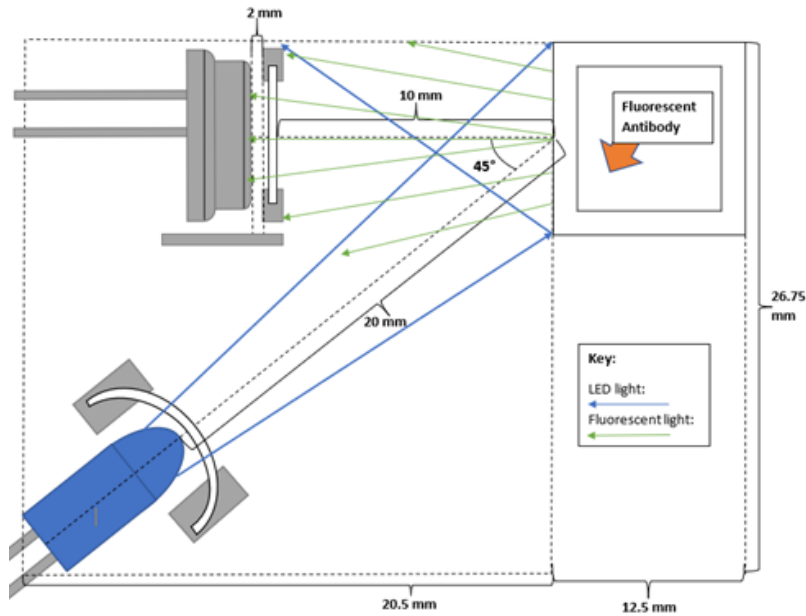 2 mm
10 mm
Fluorescent
Antibody
45°
26.75
mm
20 mm
Key:
LED light:
Fluorescent light:
20.5 mm
12.5 mm